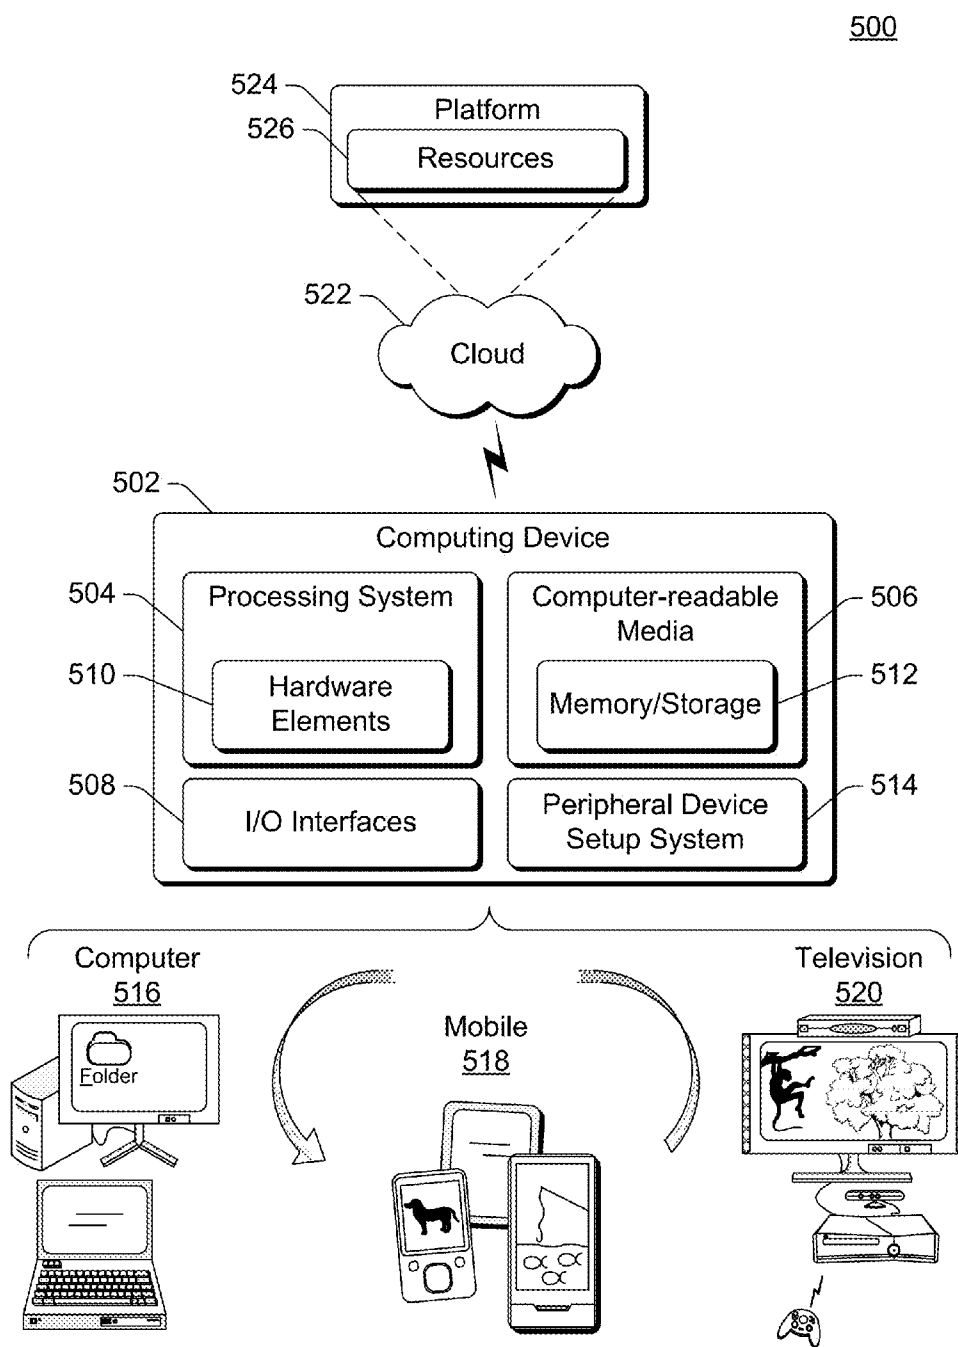 500
524
Platform
526
Resources
522
Cloud
502
Computing Device
504
Processing System
Computer-readable
Media
506
510
Hardware
Elements
Memory/Storage
512
508
I/O Interfaces
Peripheral Device
Setup System
514
Computer
516
Folder
Mobile
518
Television
520